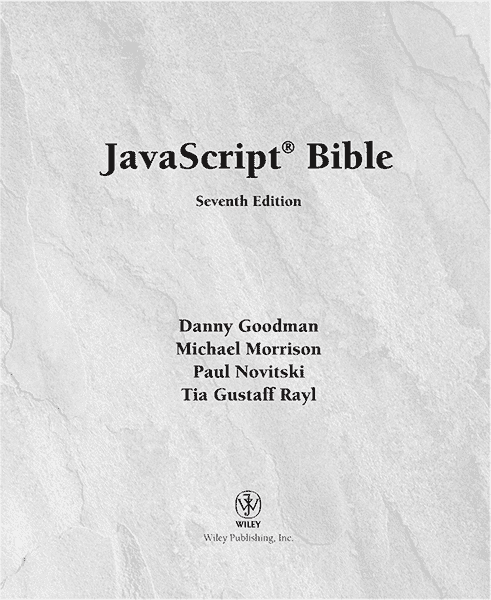 JavaScript® Bible
Seventh Edition
Danny Goodman
Michael Morrison
Paul Novitski
Tia Gustaff Rayl
WILEY
Wiley Publishing, Inc.